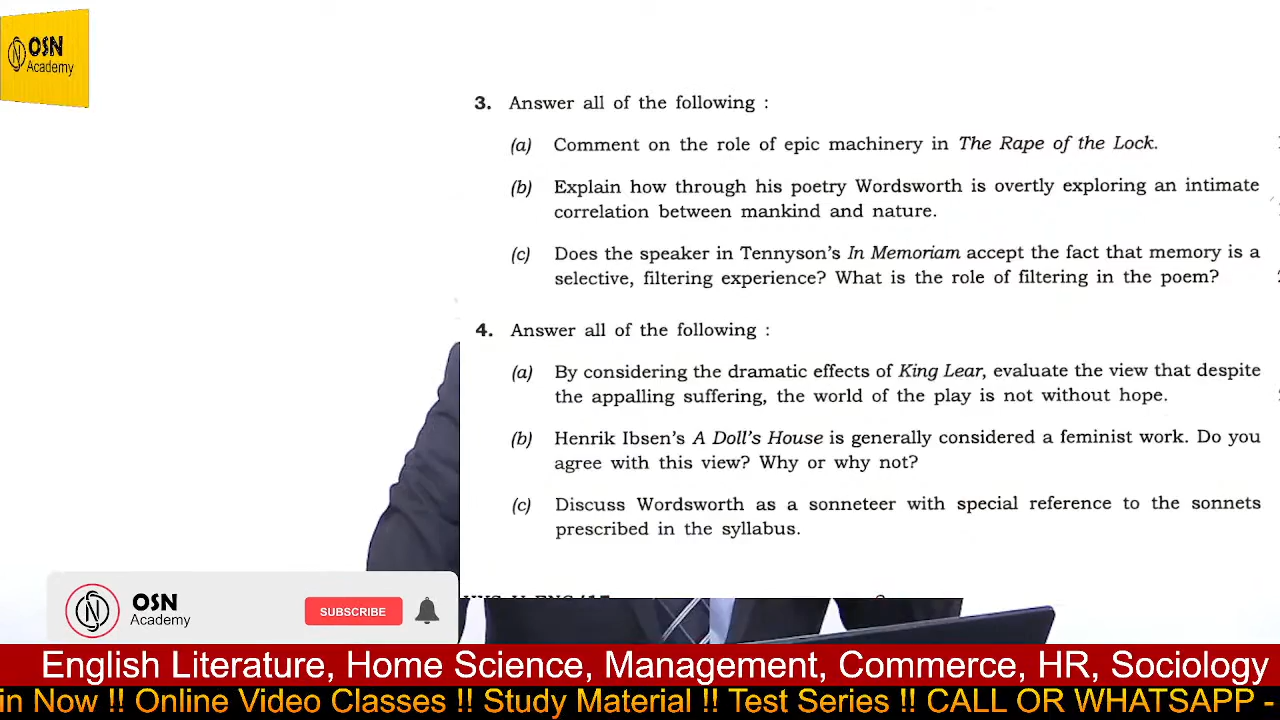 OSN
Academy
3. Answer all of the following :
(a) Comment on the role of epic machinery in The Rape of the Lock.
(b) Explain how through his poetry Wordsworth is overtly exploring an intimate
correlation between mankind and nature.
(c) Does the speaker in Tennyson's In Memoriam accept the fact that memory is a
selective, filtering experience? What is the role of filtering in the poem?
4. Answer all of the following :
(a) By considering the dramatic effects of King Lear, evaluate the view that despite
the appalling suffering, the world of the play is not without hope.
(b) Henrik Ibsen's A Doll's House is generally considered a feminist work. Do you
agree with this view? Why or why not?
(c) Discuss Wordsworth as a sonneteer with special reference to the sonnets
prescribed in the syllabus.
OSN
Academy
SUBSCRIBE
English Literature, Home Science, Management, Commerce, HR, Sociology
in Now !! Online Video Classes !! Study Material !! Test Series !! CALL OR WHATSAPP -